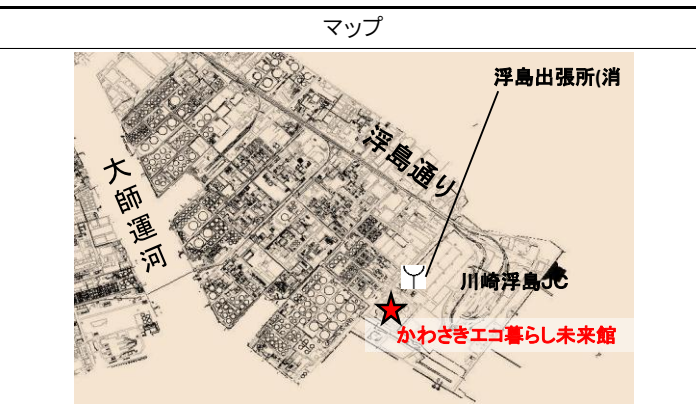 マップ
浮島出張所(消
浮島通り
大師運河
川崎浮島JC
かわさきエコ暮らし未来館